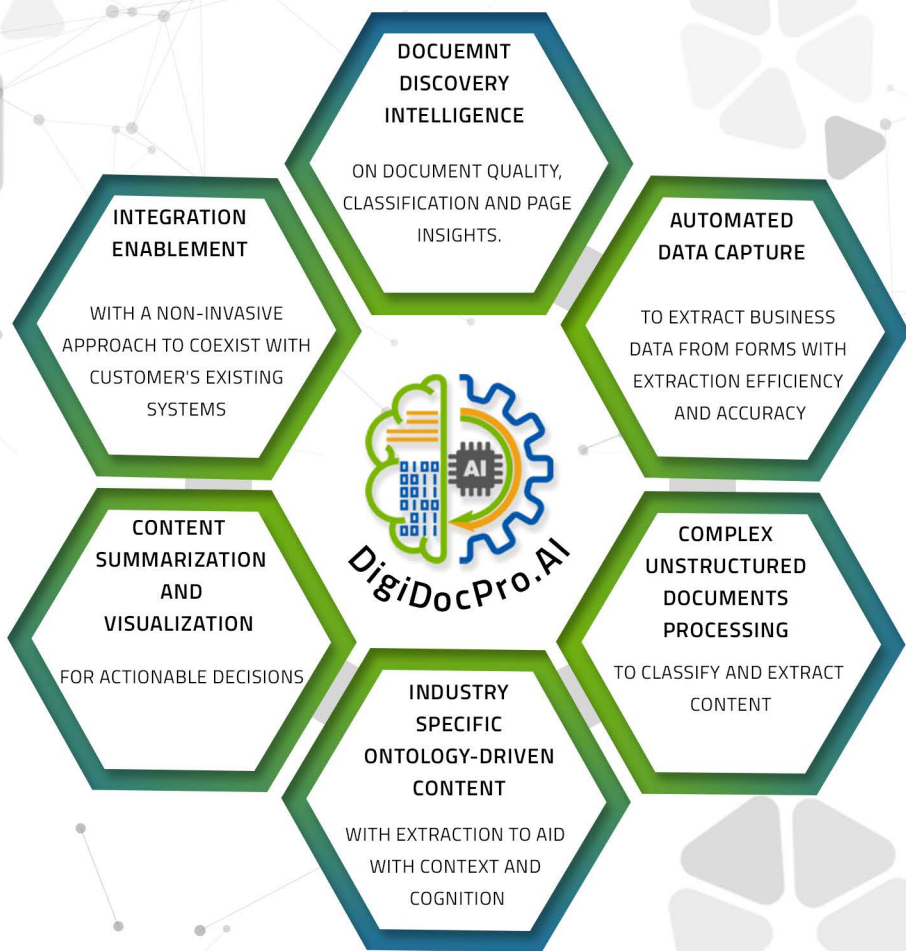 DOCUEMNT
DISCOVERY
INTELLIGENCE
ON DOCUMENT QUALITY,
CLASSIFICATION AND PAGE
INSIGHTS.
INTEGRATION
ENABLEMENT
WITH A NON-INVASIVE
APPROACH TO COEXIST WITH
CUSTOMER'S EXISTING
SYSTEMS
AUTOMATED
DATA CAPTURE
TO EXTRACT BUSINESS
DATA FROM FORMS WITH
EXTRACTION EFFICIENCY
AND ACCURACY
AI
DigiDocPro.AI
CONTENT
SUMMARIZATION
AND
VISUALIZATION
FOR ACTIONABLE DECISIONS
COMPLEX
UNSTRUCTURED
DOCUMENTS
PROCESSING
TO CLASSIFY AND EXTRACT
CONTENT
INDUSTRY
SPECIFIC
ONTOLOGY-DRIVEN
CONTENT
WITH EXTRACTION TO AID
WITH CONTEXT AND
COGNITION